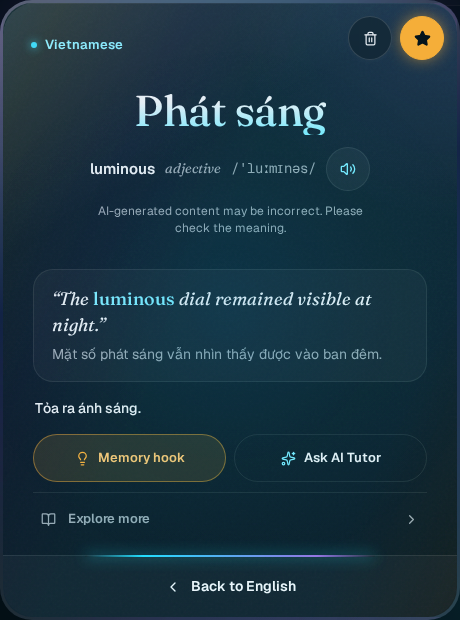 Vietnamese
Phát sáng
luminous adjective /ˈluːmɪnəs/
AI-generated content may be incorrect. Please
check the meaning.
“The luminous dial remained visible at
night.”
Mặt số phát sáng vẫn nhìn thấy được vào ban đêm.
Tỏa ra ánh sáng.
Memory hook
Ask AI Tutor
Explore more
Back to English